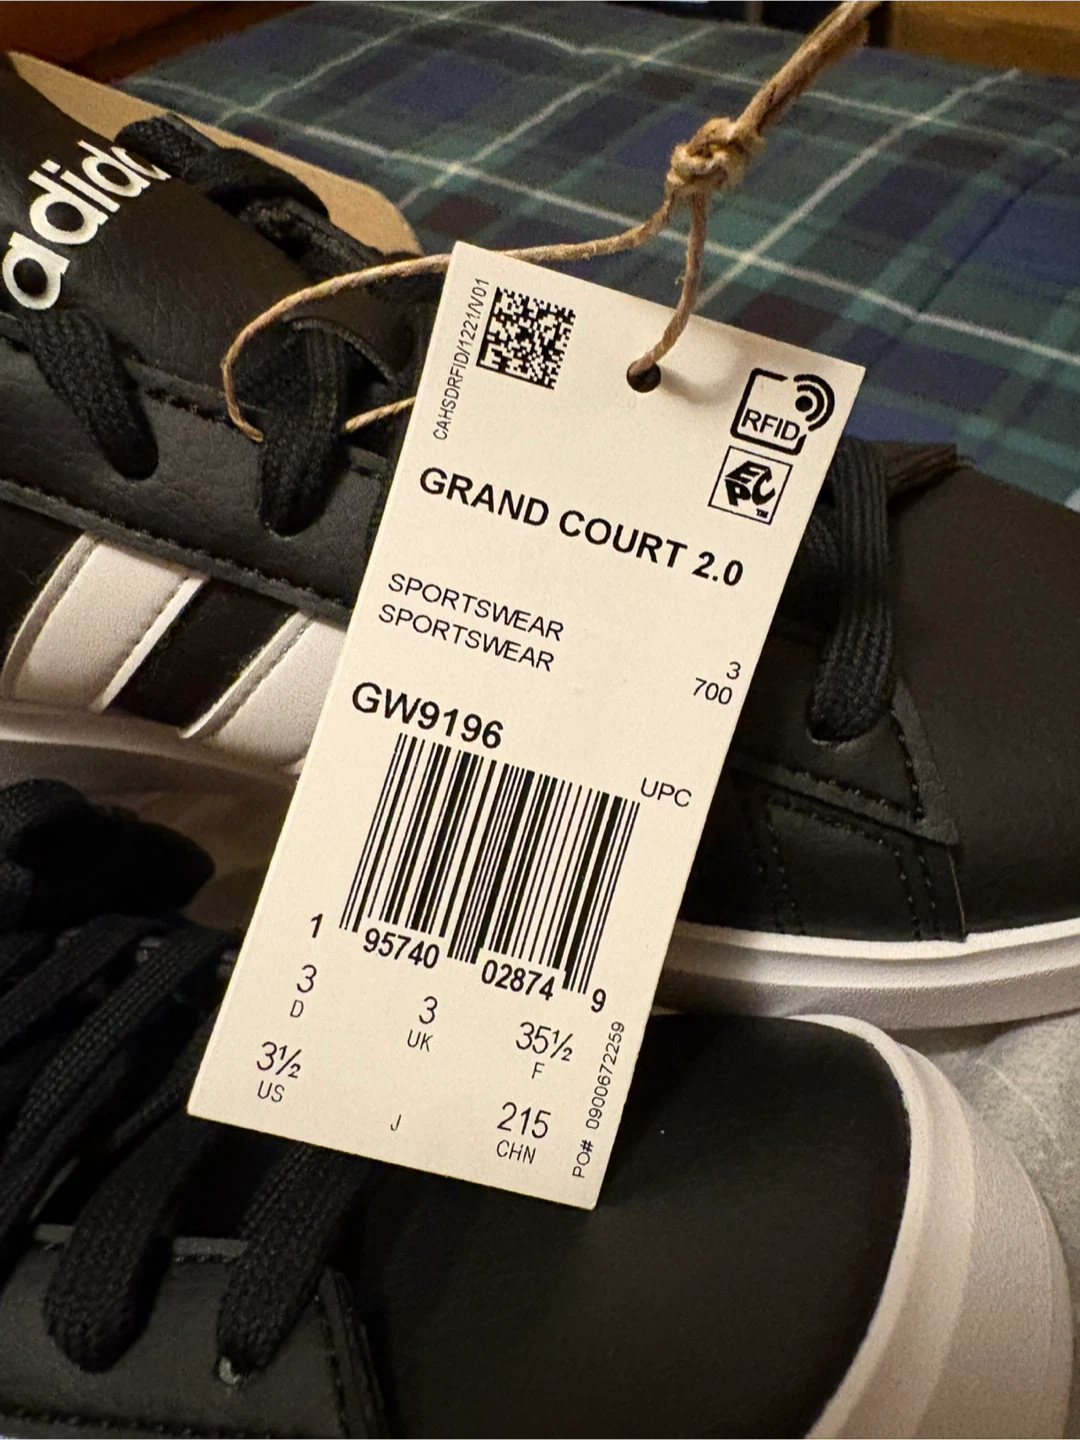 adidas
CAHSDRFID/1221/V01
RFID
EPC
TM
GRAND COURT 2.0
SPORTSWEAR
SPORTSWEAR
3
700
GW9196
UPC
1 95740 02874 9
3 3 35½
D UK F
3½ 215
US J CHN
PO# 0900672259